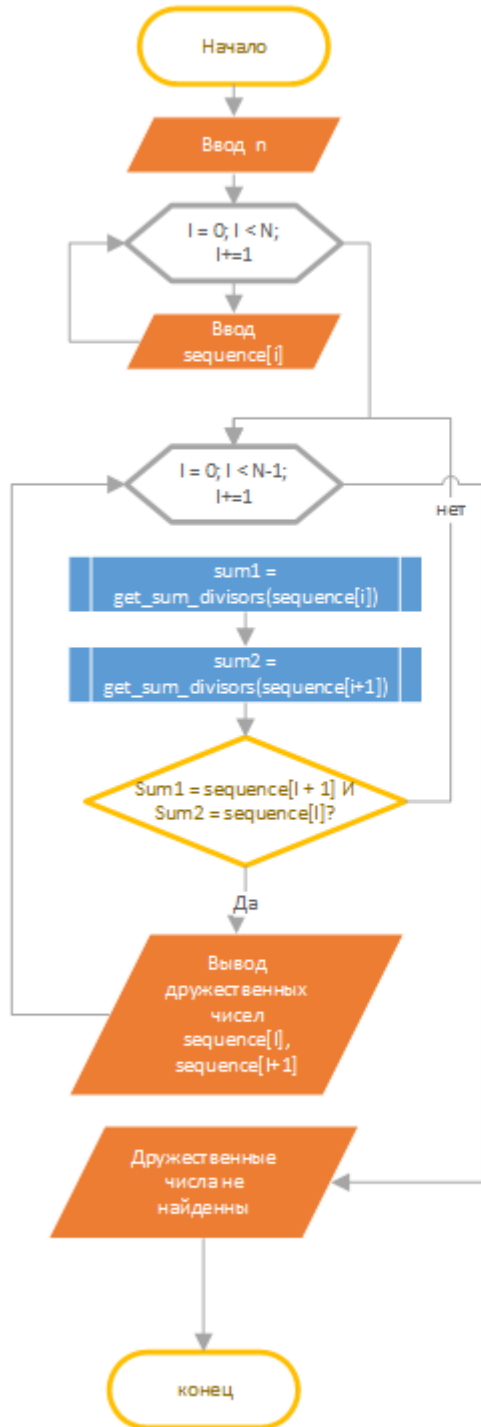 Начало
Ввод n
I = 0; I < N;
I+=1
Ввод
sequence[i]
I = 0; I < N-1;
I+=1
нет
sum1 =
get_sum_divisors(sequence[i])
sum2 =
get_sum_divisors(sequence[i+1])
Sum1 = sequence[I + 1] И
Sum2 = sequence[I]?
Да
Вывод
дружественных
чисел
sequence[I],
sequence[I+1]
Дружественные
числа не
найденны
конец